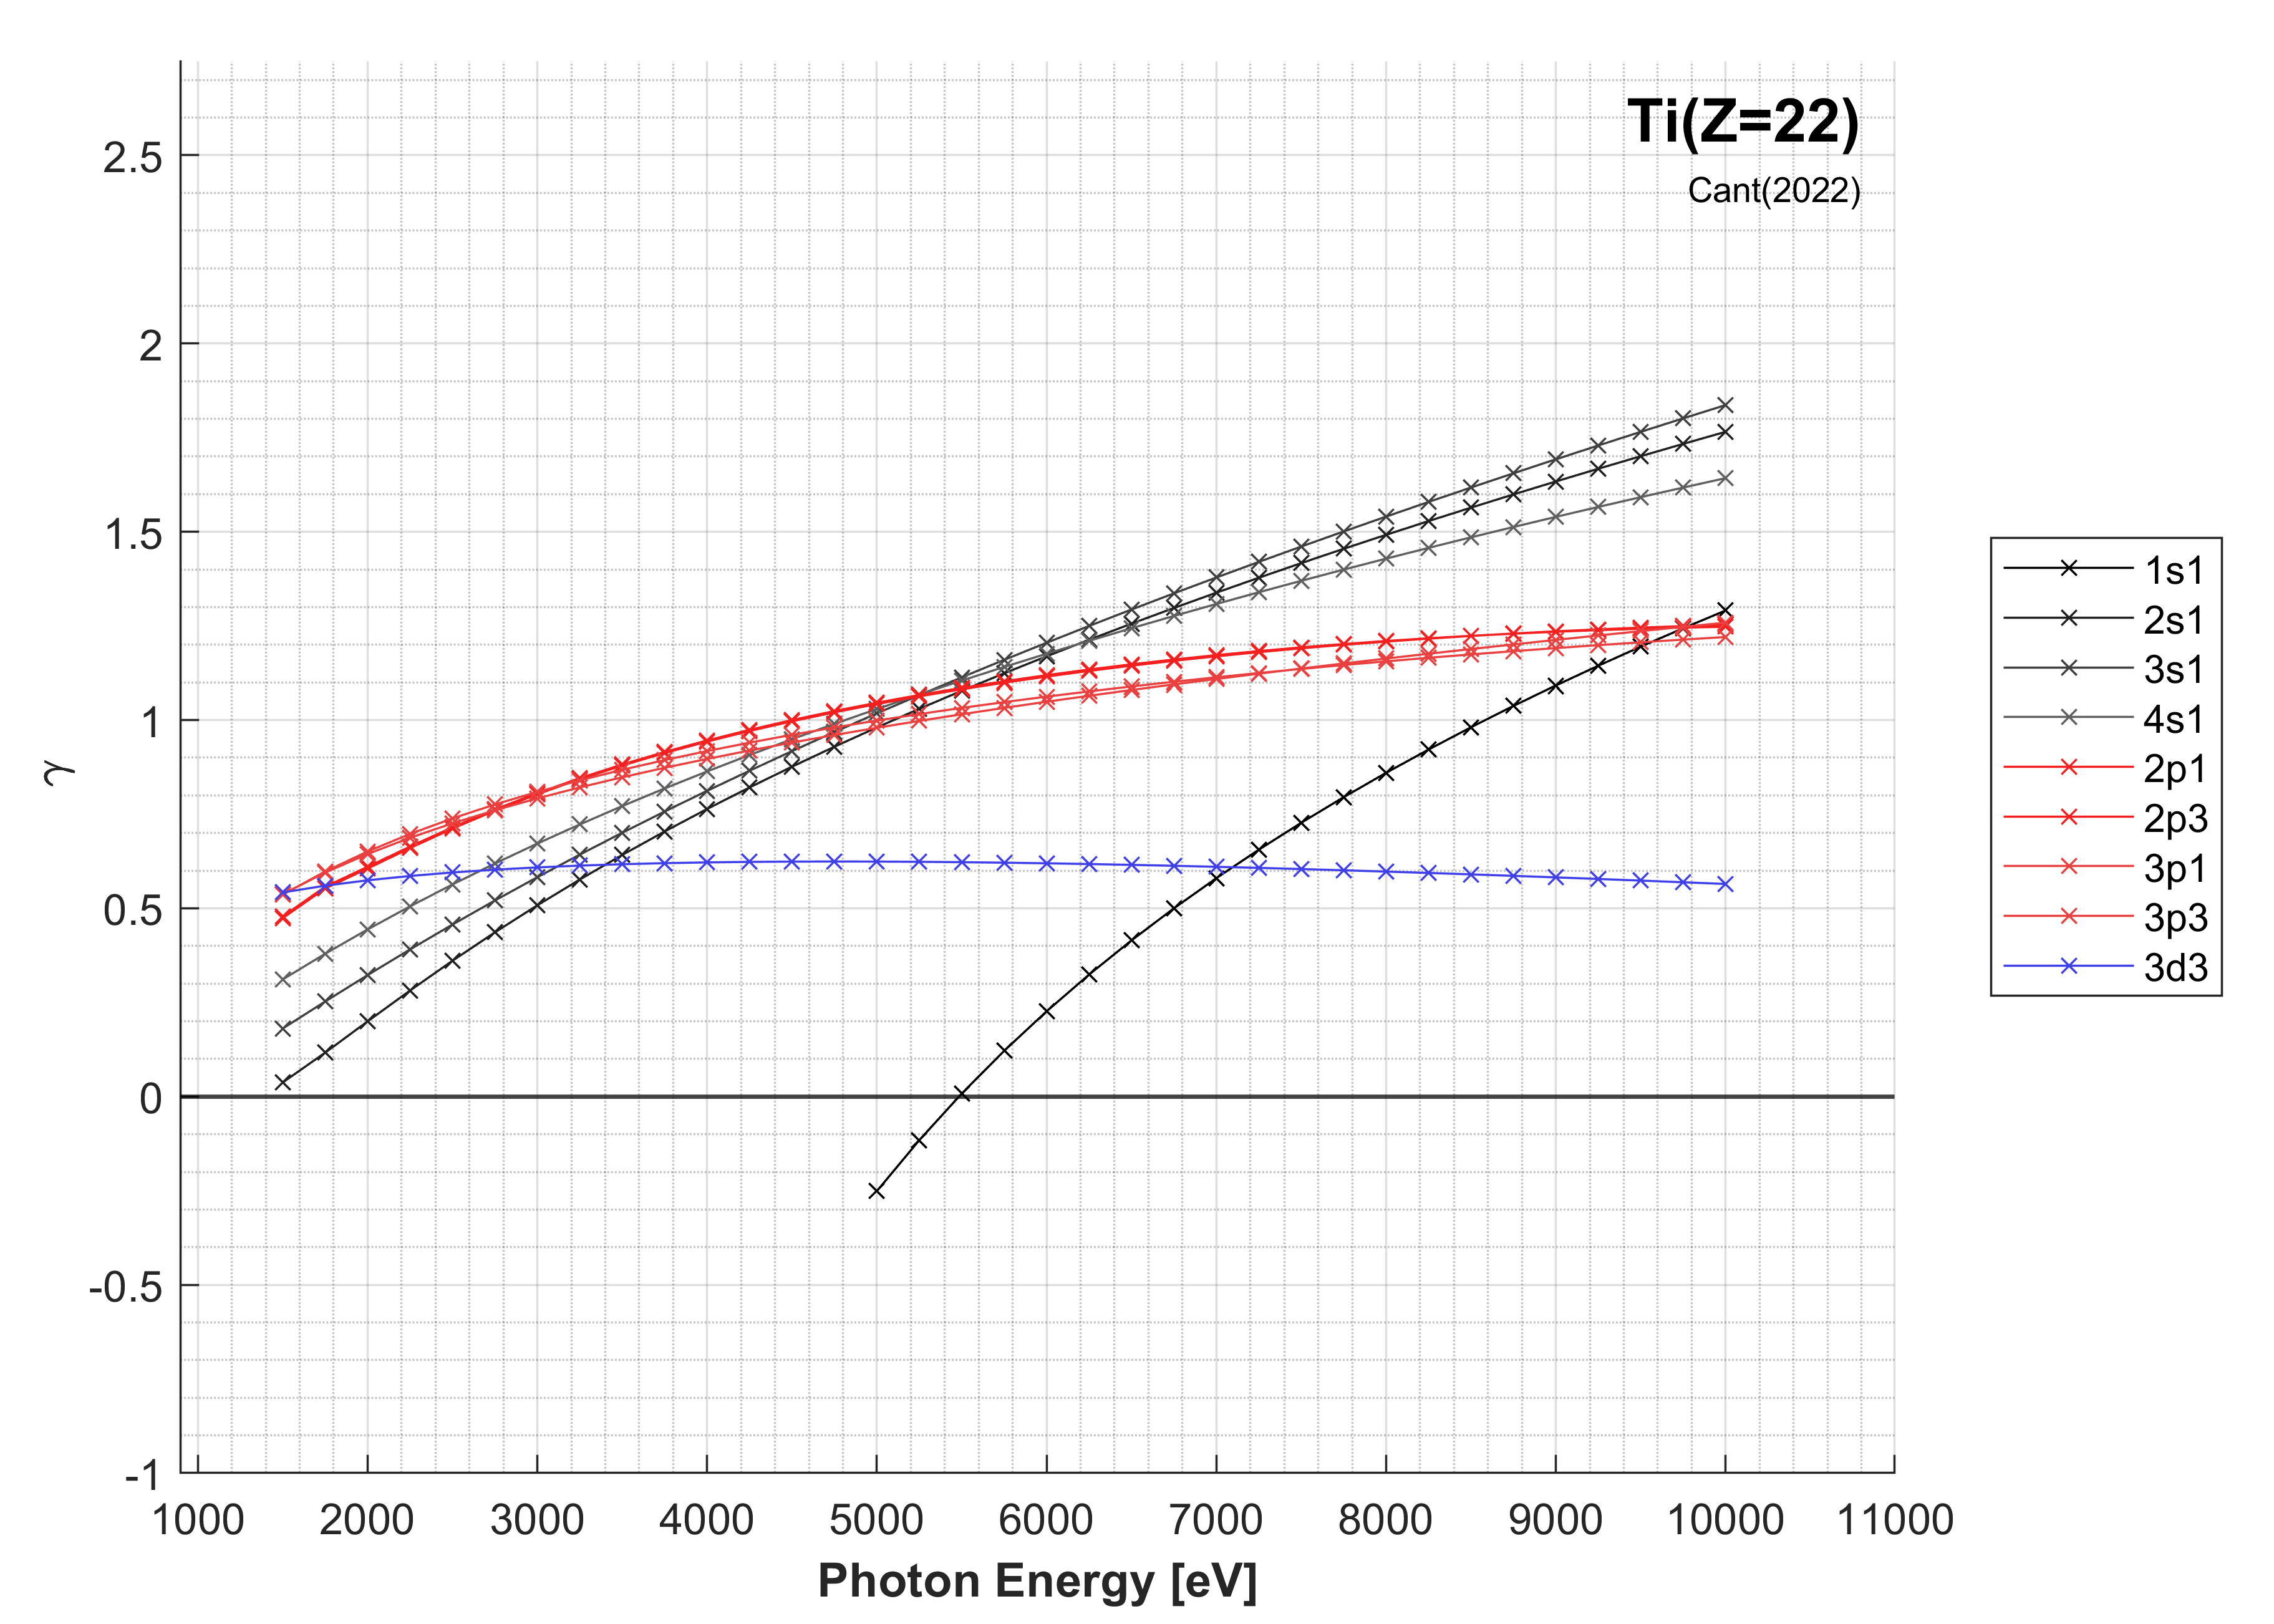 Ti(Z=22)
Cant(2022)
2.5
2
1.5
1
0.5
0
-0.5
-1
γ
1000 2000 3000 4000 5000 6000 7000 8000 9000 10000 11000
Photon Energy [eV]
1s1
2s1
3s1
4s1
2p1
2p3
3p1
3p3
3d3